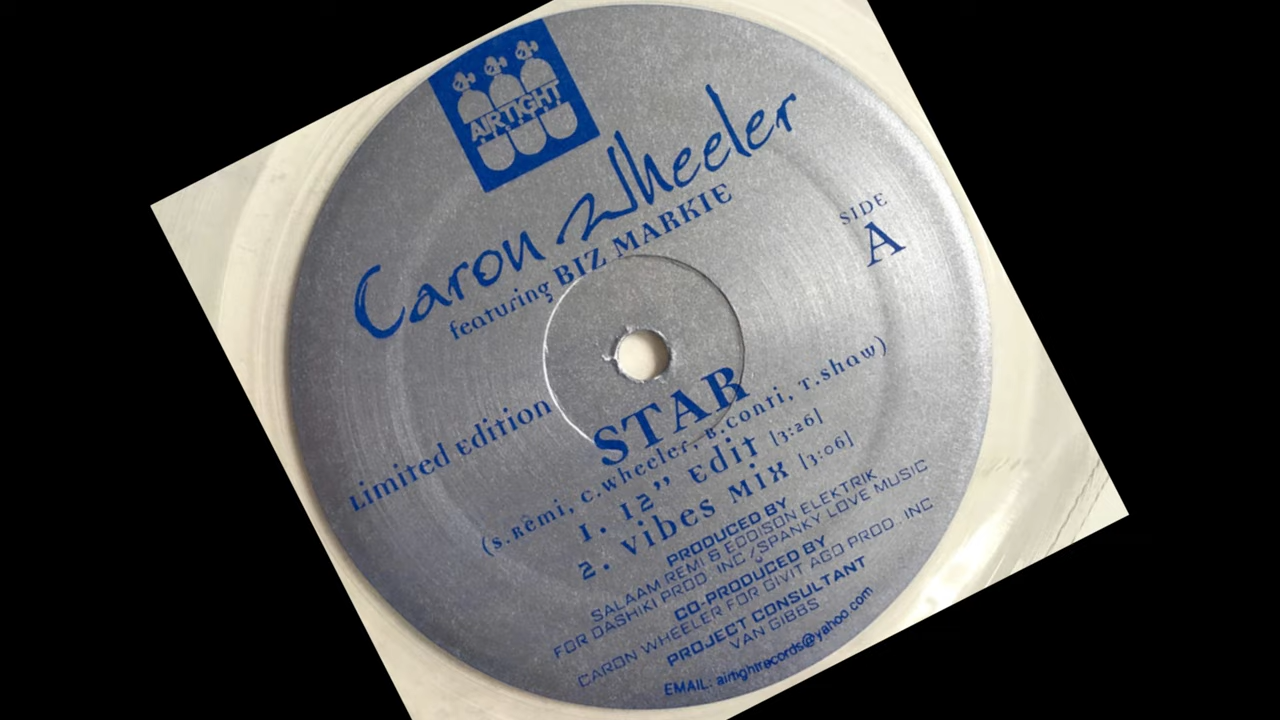 AIRTIGHT
Caron Wheeler
featuring BIZ MARKIE
SIDE
A
Limited Edition
STAR
(S.Rêmi, C.Wheeler, B.Conti, T.Shaw)
1. 12” Edit [3:26]
2. Vibes Mix [3:06]
PRODUCED BY
SALAAM REMI & EDDISON ELEKTRIK
FOR DASHIKI PROD. INC./SPANKY LOVE MUSIC
CO-PRODUCED BY
CARON WHEELER FOR GIVIT AGO PROD., INC
PROJECT CONSULTANT
VAN GIBBS
EMAIL: airtightrecords@yahoo.com